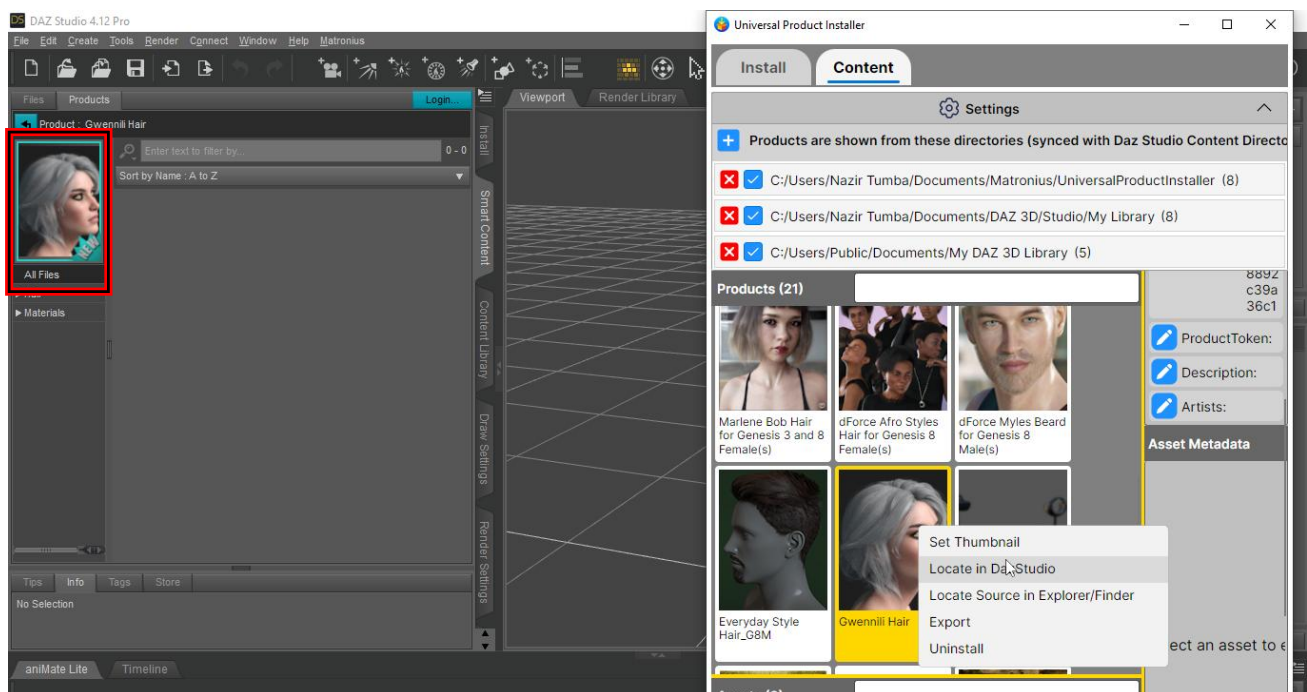 DAZ Studio 4.12 Pro
File Edit Create Tools Render Connect Window Help Matronius
Files Products Login...
Product : Gwennili Hair
Enter text to filter by... 0 - 0
Sort by Name : A to Z
NEW
All Files
Materials
Install
Smart Content
Content Library
Draw Settings
Render Settings
Tips Info Tags Store
No Selection
aniMate Lite Timeline
Viewport Render Library
Universal Product Installer
Install Content
Settings
Products are shown from these directories (synced with Daz Studio Content Directo
C:/Users/Nazir Tumba/Documents/Matronius/UniversalProductInstaller (8)
C:/Users/Nazir Tumba/Documents/DAZ 3D/Studio/My Library (8)
C:/Users/Public/Documents/My DAZ 3D Library (5)
Products (21)
Marlene Bob Hair
for Genesis 3 and 8
Female(s)
dForce Afro Styles
Hair for Genesis 8
Female(s)
dForce Myles Beard
for Genesis 8
Male(s)
Everyday Style
Hair_G8M
Gwennili Hair
Set Thumbnail
Locate in Daz Studio
Locate Source in Explorer/Finder
Export
Uninstall
8892
c39a
36c1
ProductToken:
Description:
Artists:
Asset Metadata
ect an asset to e